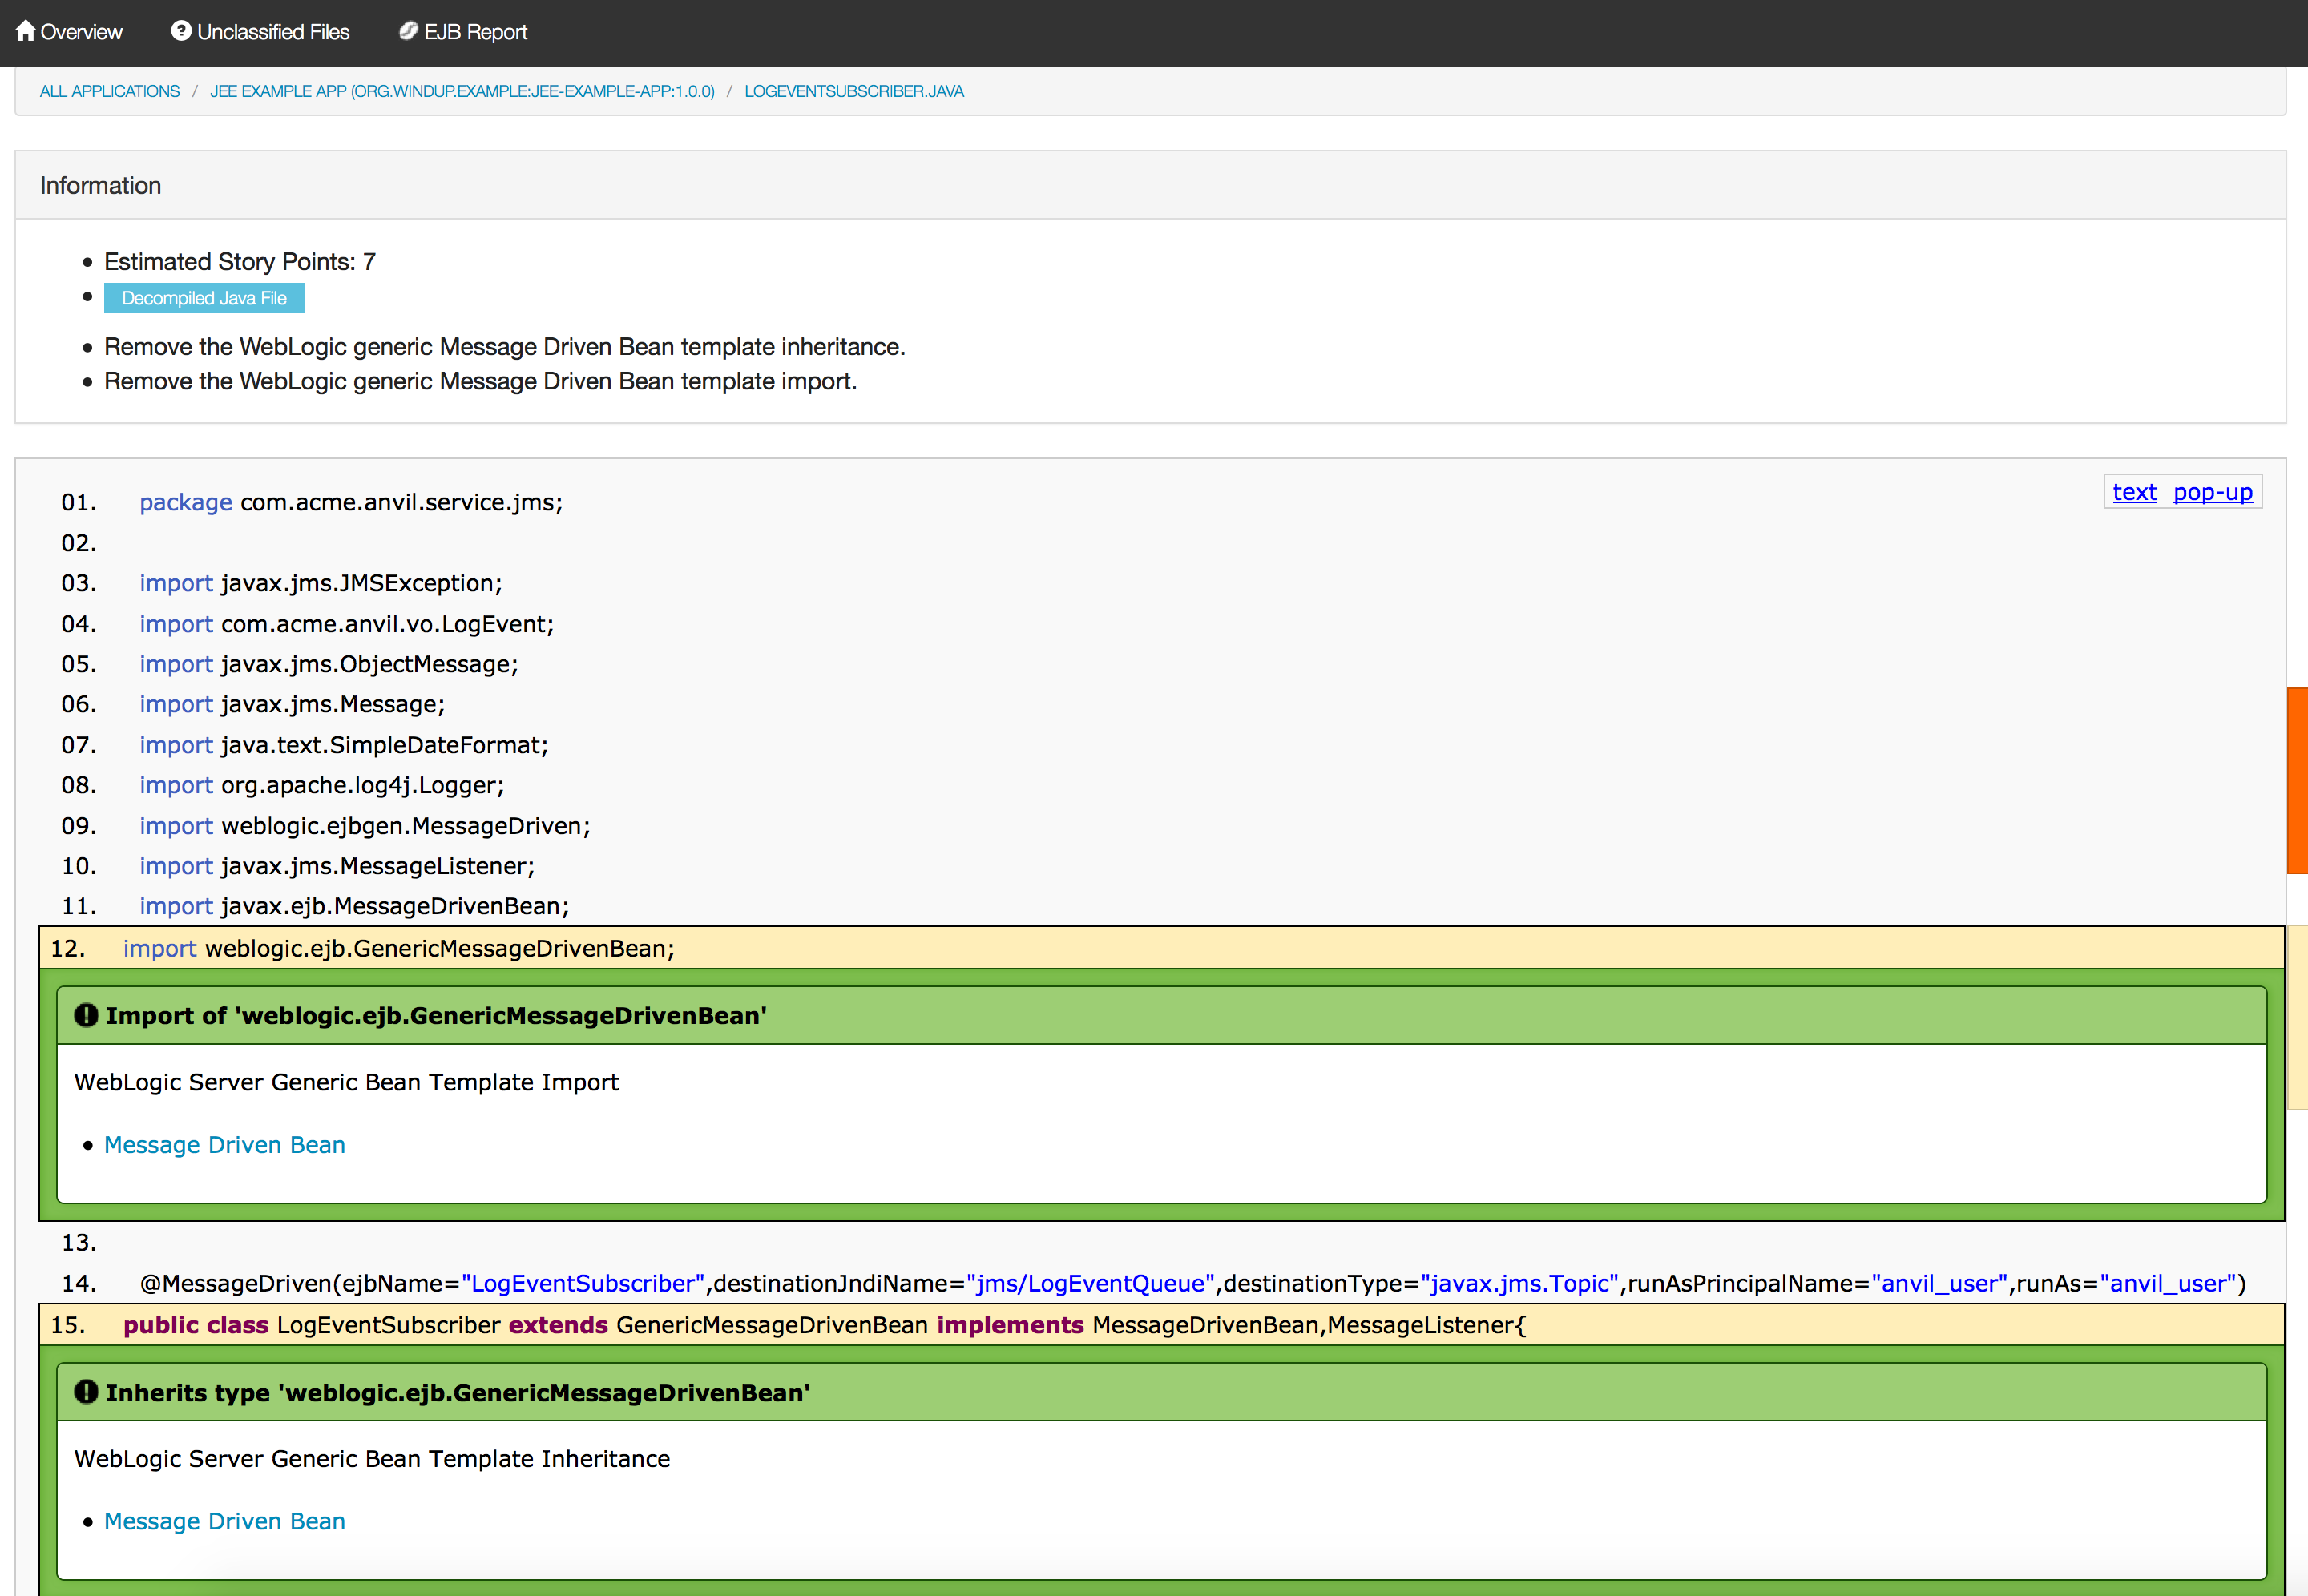 Overview Unclassified Files EJB Report
ALL APPLICATIONS / JEE EXAMPLE APP (ORG.WINDUP.EXAMPLE:JEE-EXAMPLE-APP:1.0.0) / LOGEVENTSUBSCRIBER.JAVA
Information
Estimated Story Points: 7
Decompiled Java File
Remove the WebLogic generic Message Driven Bean template inheritance.
Remove the WebLogic generic Message Driven Bean template import.
text pop-up
01. package com.acme.anvil.service.jms;
02.
03. import javax.jms.JMSException;
04. import com.acme.anvil.vo.LogEvent;
05. import javax.jms.ObjectMessage;
06. import javax.jms.Message;
07. import java.text.SimpleDateFormat;
08. import org.apache.log4j.Logger;
09. import weblogic.ejbgen.MessageDriven;
10. import javax.jms.MessageListener;
11. import javax.ejb.MessageDrivenBean;
12. import weblogic.ejb.GenericMessageDrivenBean;
Import of 'weblogic.ejb.GenericMessageDrivenBean'
WebLogic Server Generic Bean Template Import
Message Driven Bean
13.
14. @MessageDriven(ejbName="LogEventSubscriber",destinationJndiName="jms/LogEventQueue",destinationType="javax.jms.Topic",runAsPrincipalName="anvil_user",runAs="anvil_user")
15. public class LogEventSubscriber extends GenericMessageDrivenBean implements MessageDrivenBean,MessageListener{
Inherits type 'weblogic.ejb.GenericMessageDrivenBean'
WebLogic Server Generic Bean Template Inheritance
Message Driven Bean